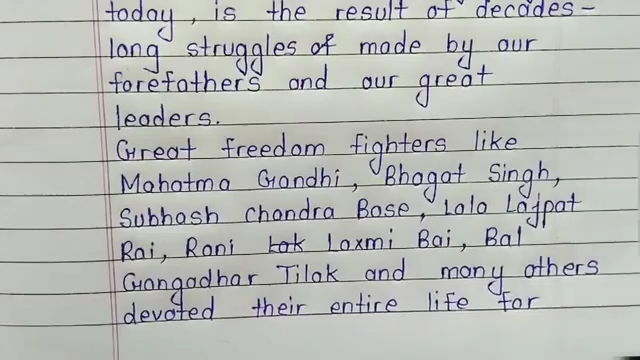 today, is the result of decades-
long struggles of made by our
forefathers and our great
leaders.
Great freedom fighters like
Mahatma Gandhi, Bhagat Singh,
Subhash Chandra Bose, Lala Lajpat
Rai, Rani Lak Laxmi Bai, Bal
Gangadhar Tilak and many others
devoted their entire life for